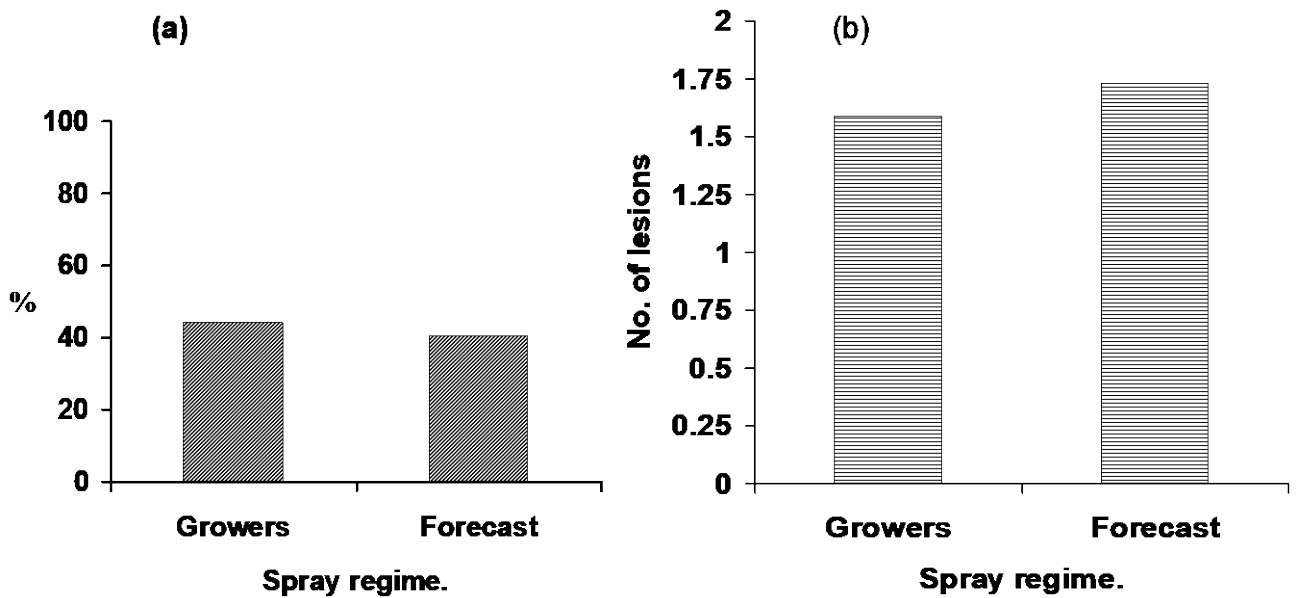 (a)
100
80
60
%
40
20
0
Growers Forecast
Spray regime.
(b)
2
1.75
1.5
1.25
No. of lesions
1
0.75
0.5
0.25
0
Growers Forecast
Spray regime.